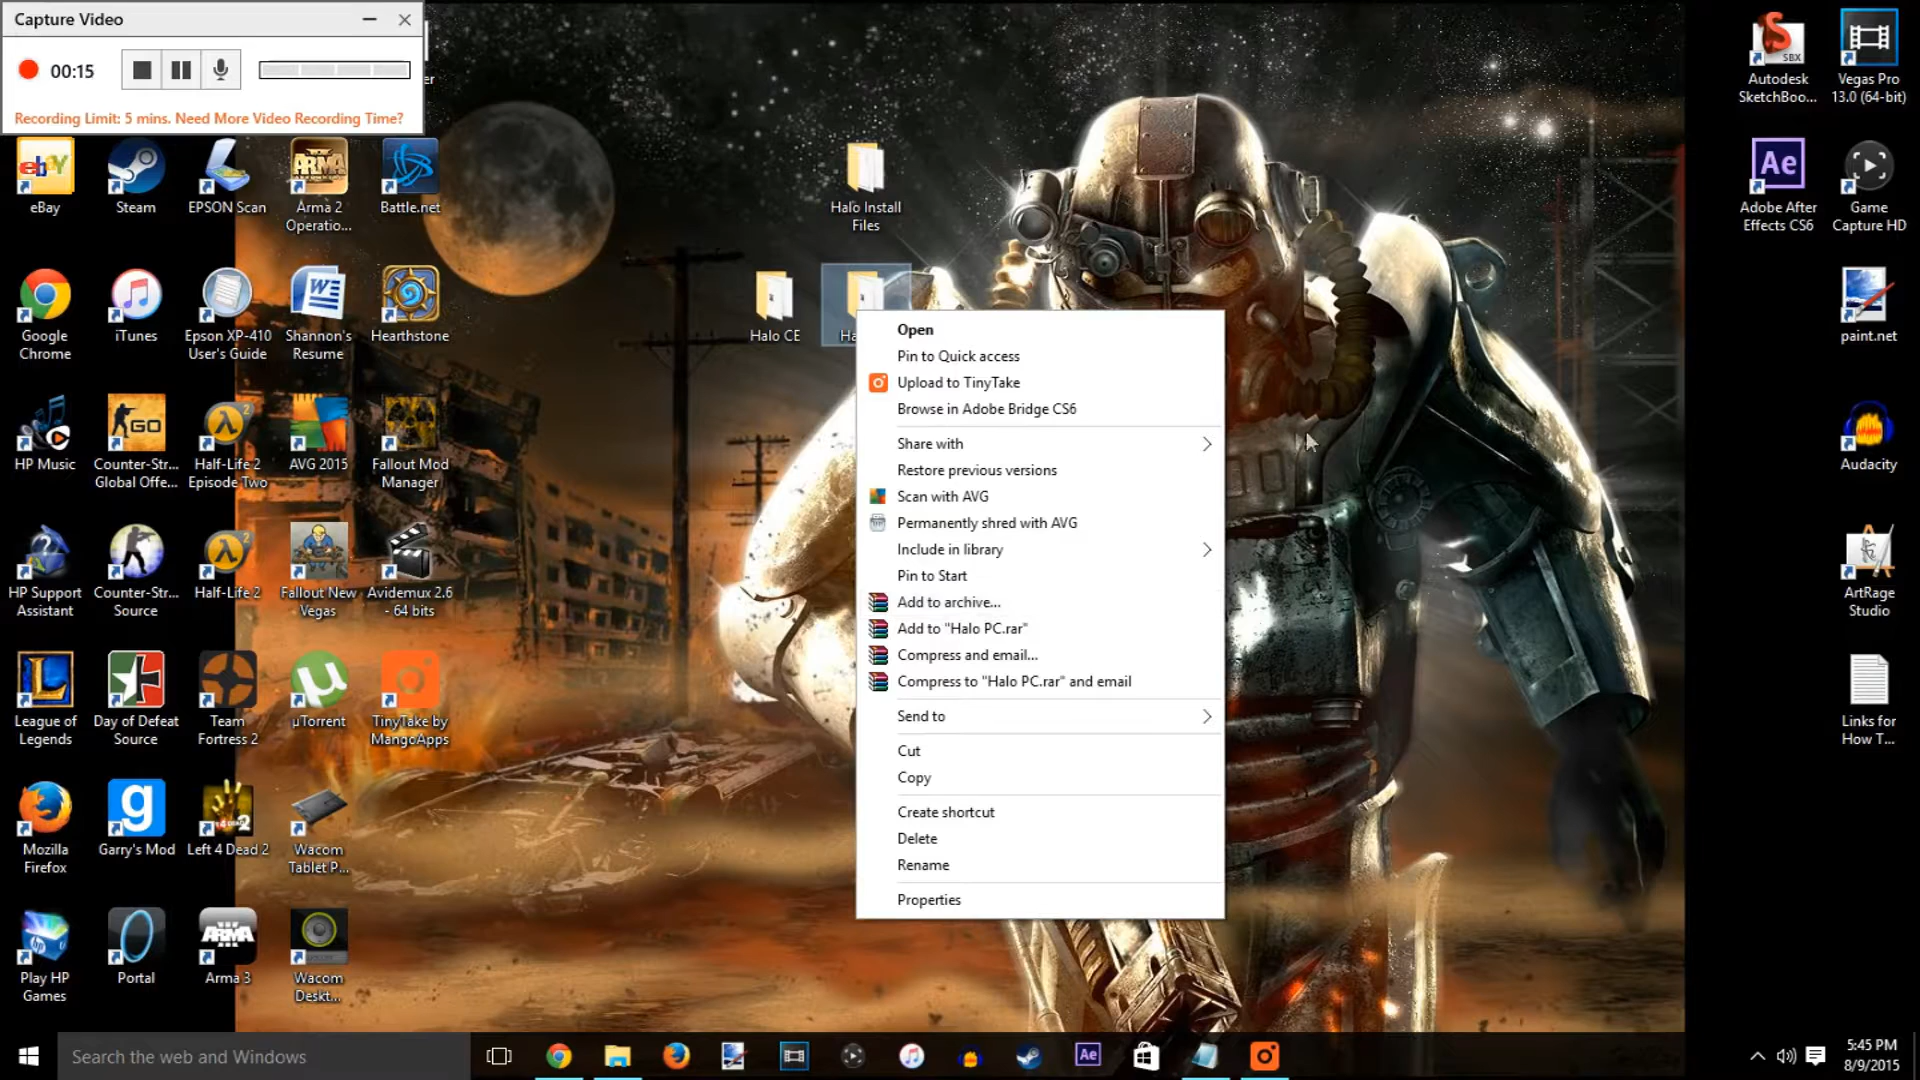 Capture Video
00:15
Recording Limit: 5 mins. Need More Video Recording Time?
er
eBay
Steam
EPSON Scan
Arma 2
Operatio...
Battle.net
Halo Install
Files
Google
Chrome
iTunes
Epson XP-410
User's Guide
Shannon's
Resume
Hearthstone
Halo CE
Ha
HP Music
Counter-Str...
Global Offe...
Half-Life 2
Episode Two
AVG 2015
Fallout Mod
Manager
HP Support
Assistant
Counter-Str...
Source
Half-Life 2
Fallout New
Vegas
Avidemux 2.6
- 64 bits
League of
Legends
Day of Defeat
Source
Team
Fortress 2
µTorrent
TinyTake by
MangoApps
Mozilla
Firefox
Garry's Mod
Left 4 Dead 2
Wacom
Tablet P...
Play HP
Games
Portal
Arma 3
Wacom
Deskt...
Open
Pin to Quick access
Upload to TinyTake
Browse in Adobe Bridge CS6
Share with
Restore previous versions
Scan with AVG
Permanently shred with AVG
Include in library
Pin to Start
Add to archive...
Add to "Halo PC.rar"
Compress and email...
Compress to "Halo PC.rar" and email
Send to
Cut
Copy
Create shortcut
Delete
Rename
Properties
Autodesk
SketchBoo...
Vegas Pro
13.0 (64-bit)
Adobe After
Effects CS6
Game
Capture HD
paint.net
Audacity
ArtRage
Studio
Links for
How T...
Search the web and Windows
Ae
5:45 PM
8/9/2015